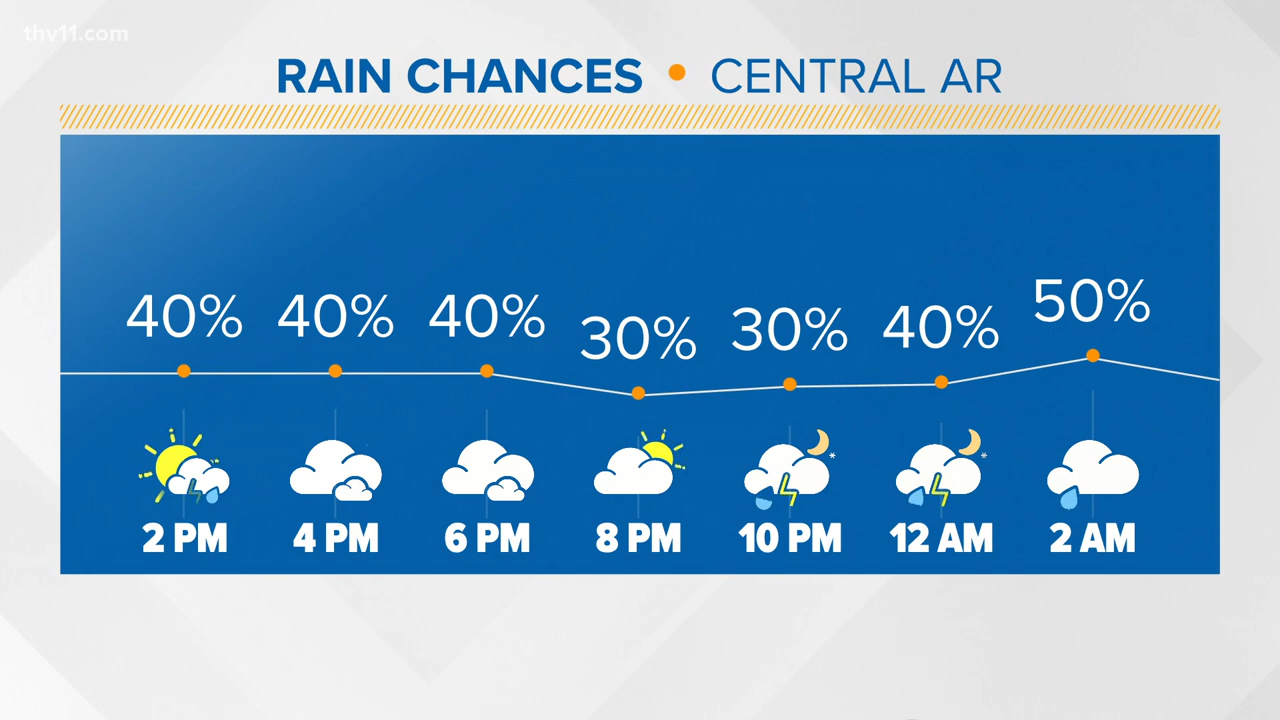 thv11.com
RAIN CHANCES • CENTRAL AR
40% 40% 40% 30% 30% 40% 50%
2 PM 4 PM 6 PM 8 PM 10 PM 12 AM 2 AM